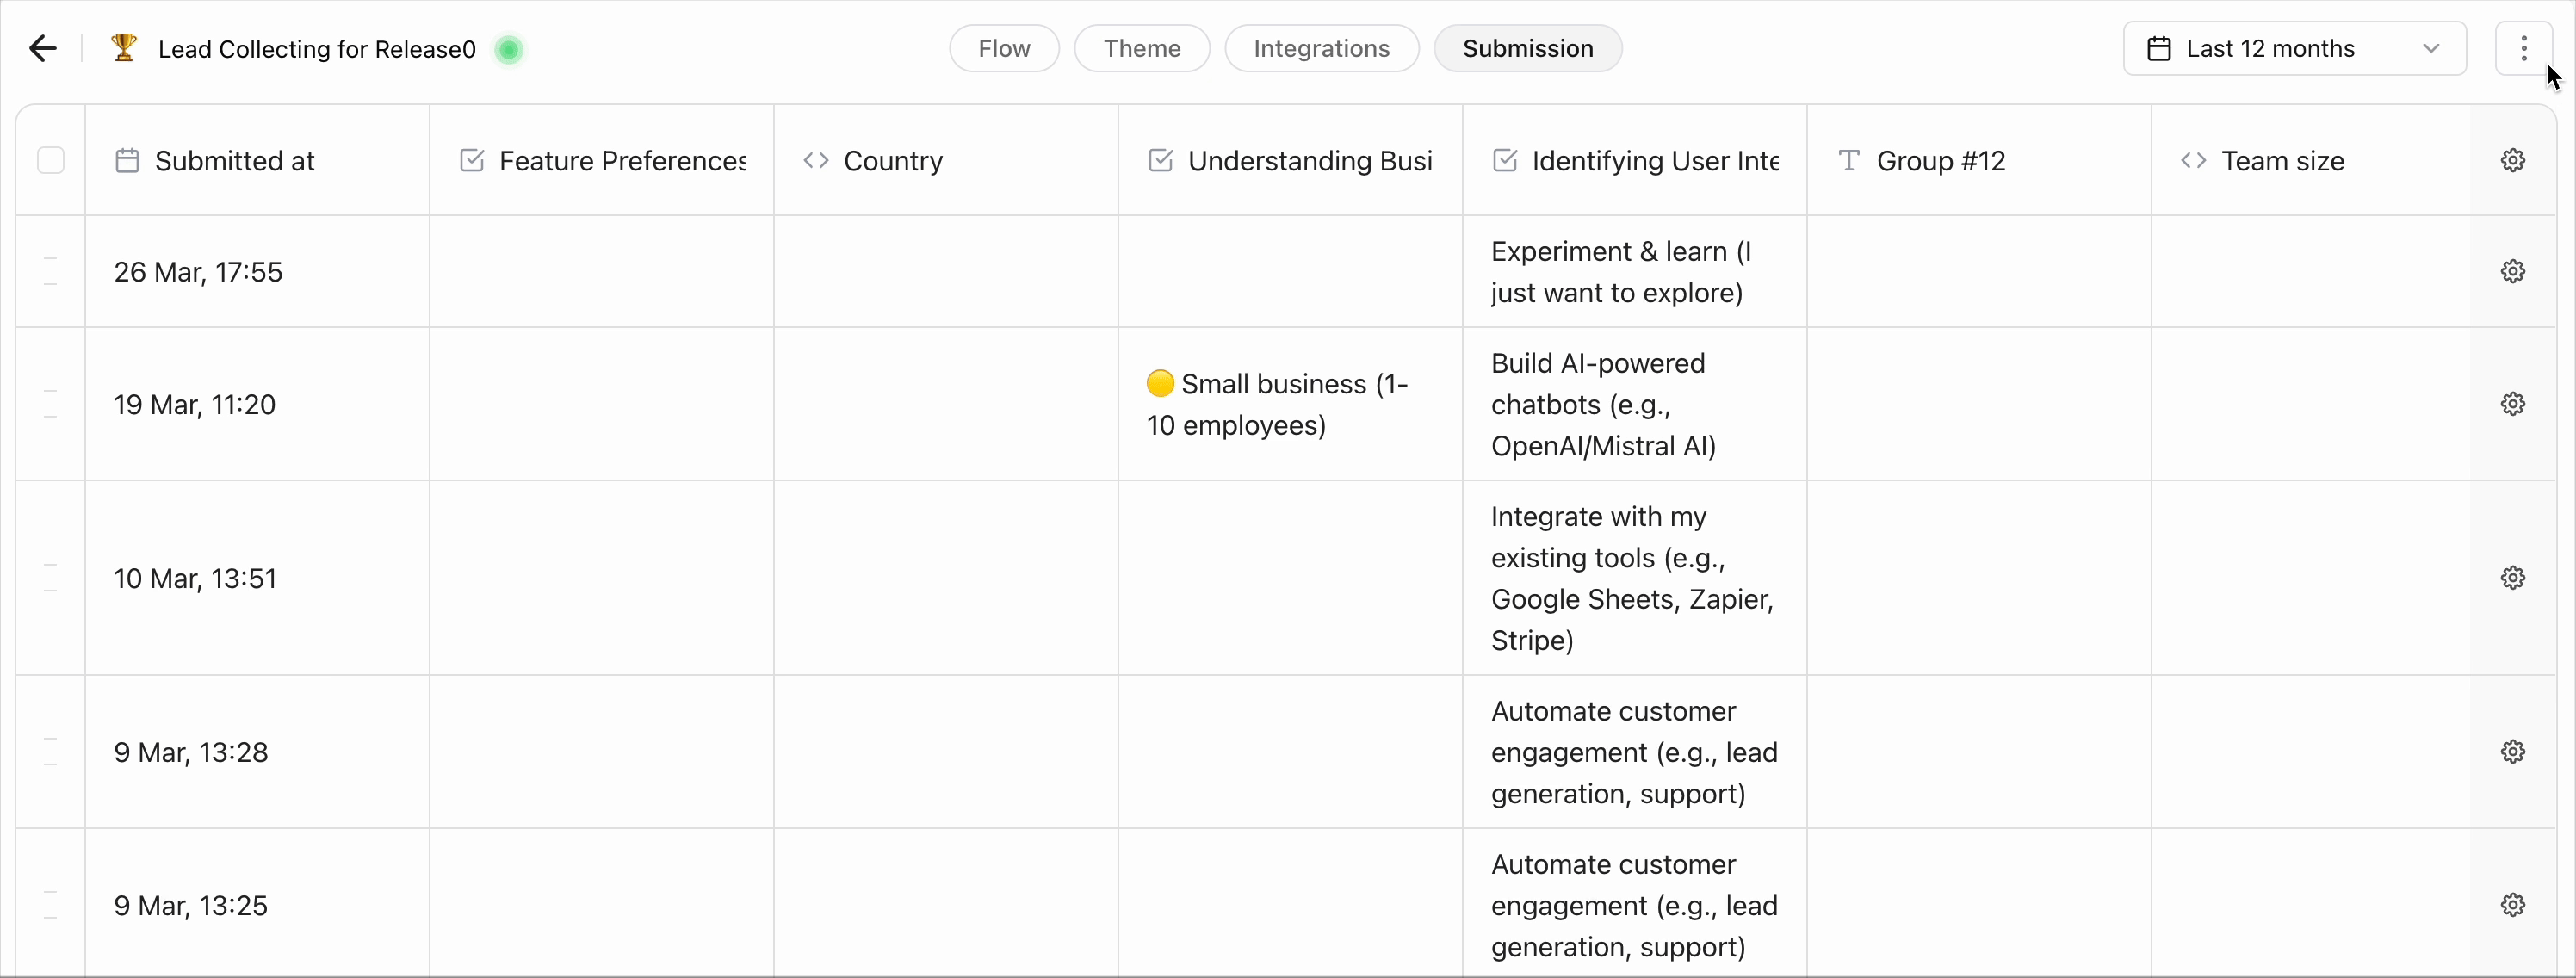 Lead Collecting for Release0
Flow
Theme
Integrations
Submission
Last 12 months
Submitted at
Feature Preferences
Country
Understanding Busi
Identifying User Inte
Group #12
Team size
26 Mar, 17:55
Experiment & learn (I
just want to explore)
19 Mar, 11:20
🟡 Small business (1-
10 employees)
Build AI-powered
chatbots (e.g.,
OpenAI/Mistral AI)
10 Mar, 13:51
Integrate with my
existing tools (e.g.,
Google Sheets, Zapier,
Stripe)
9 Mar, 13:28
Automate customer
engagement (e.g., lead
generation, support)
9 Mar, 13:25
Automate customer
engagement (e.g., lead
generation, support)